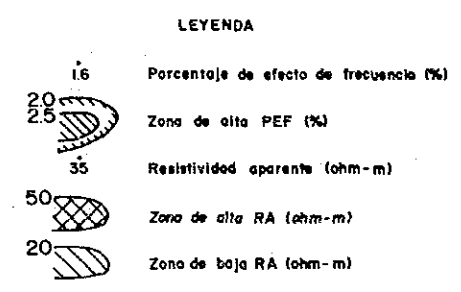 LEYENDA
1.6 Porcentaje de efecto de frecuencia (%)
2.0
2.5 Zona de alta PEF (%)
35 Resistividad aparente (ohm-m)
50 Zona de alta RA (ohm-m)
20 Zona de baja RA (ohm-m)